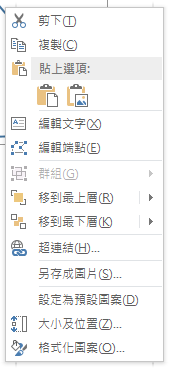 剪下(T)
複製(C)
貼上選項:
編輯文字(X)
編輯端點(E)
群組(G)
移到最上層(R)
移到最下層(K)
超連結(H)...
另存成圖片(S)...
設定為預設圖案(D)
大小及位置(Z)...
格式化圖案(O)...